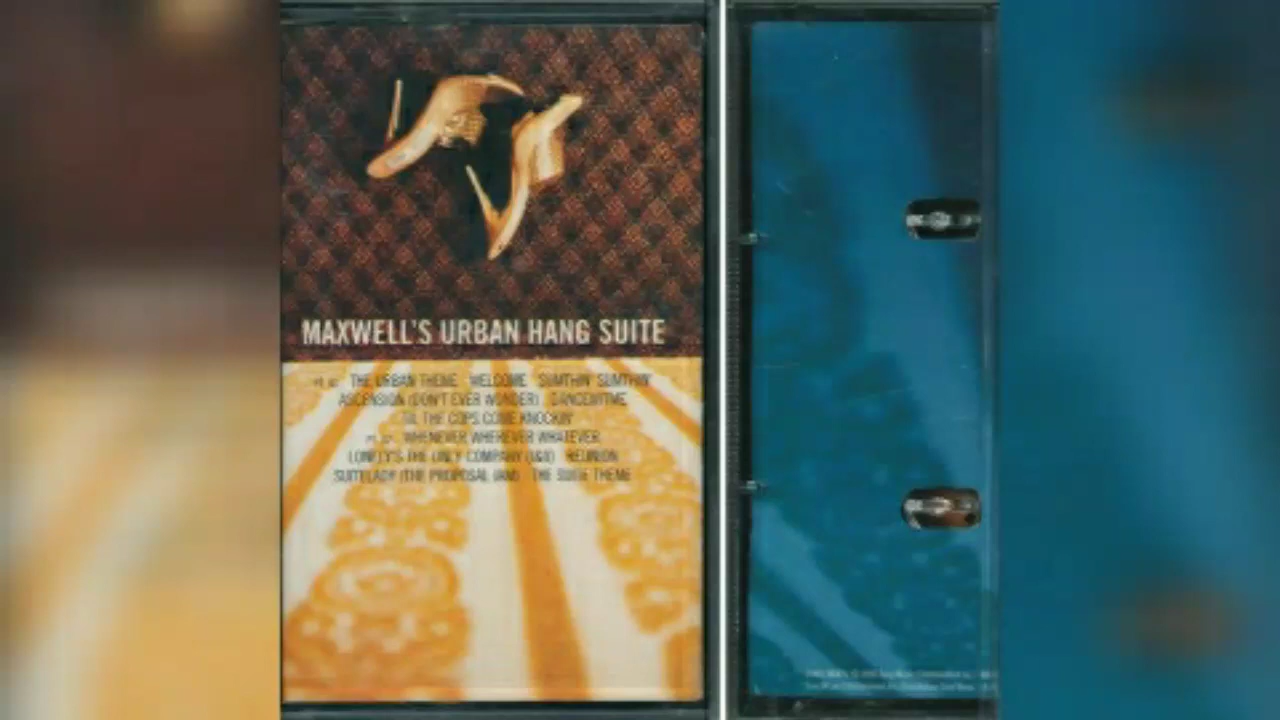 MAXWELL'S URBAN HANG SUITE
THE URBAN THEME WELCOME SUMTHIN' SUMTHIN'
ASCENSION (DON'T EVER WONDER) DANCEWITME
'TIL THE COPS COME KNOCKIN'
WHENEVER WHEREVER WHATEVER
LONELY'S THE ONLY COMPANY (I&II) REUNION
SUITELADY (THE PROPOSAL JAM) THE SUITE THEME